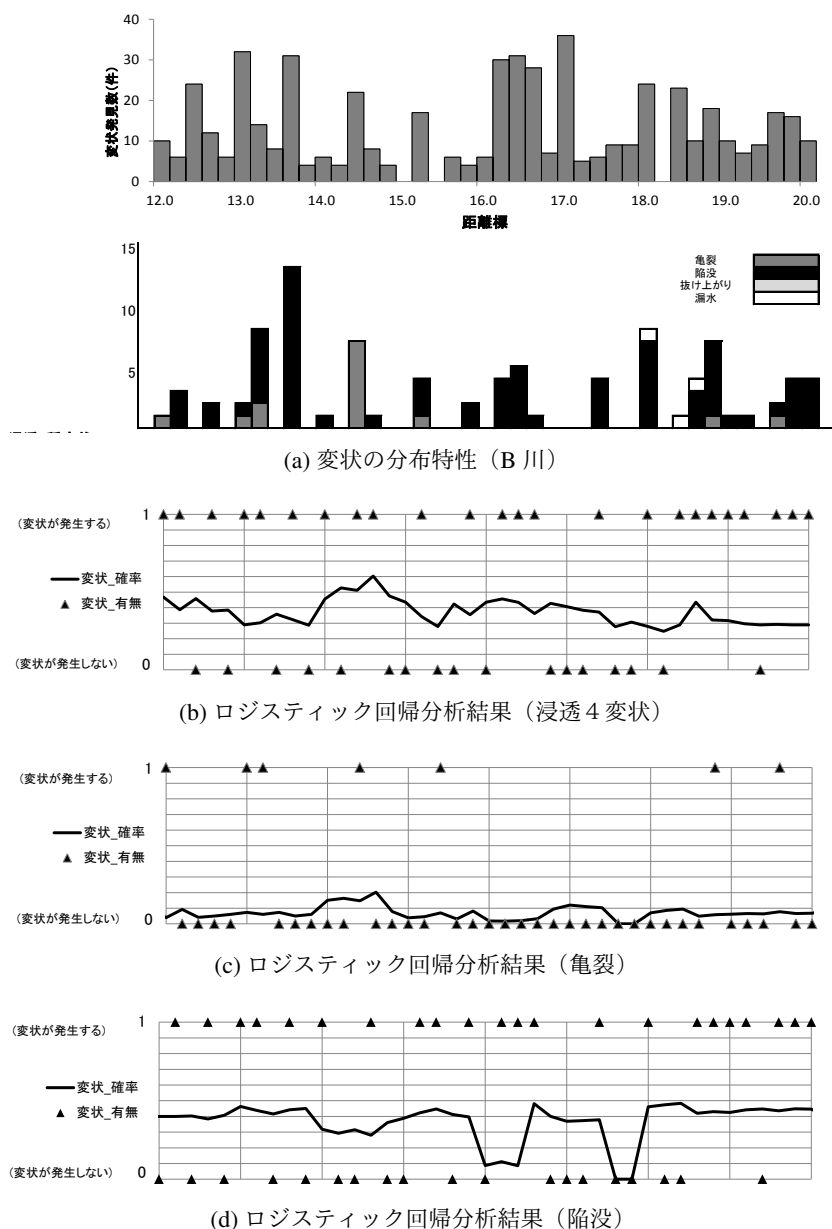 変状発見数(件)
40
30
20
10
0
12.0 13.0 14.0 15.0 16.0 17.0 18.0 19.0 20.0
距離標
15
10
5
亀裂
陥没
抜け上がり
漏水
(a) 変状の分布特性（B 川）
(変状が発生する) 1
変状_確率
変状_有無
(変状が発生しない) 0
(b) ロジスティック回帰分析結果（浸透４変状）
(変状が発生する) 1
変状_確率
変状_有無
(変状が発生しない) 0
(c) ロジスティック回帰分析結果（亀裂）
(変状が発生する) 1
変状_確率
変状_有無
(変状が発生しない) 0
(d) ロジスティック回帰分析結果（陥没）